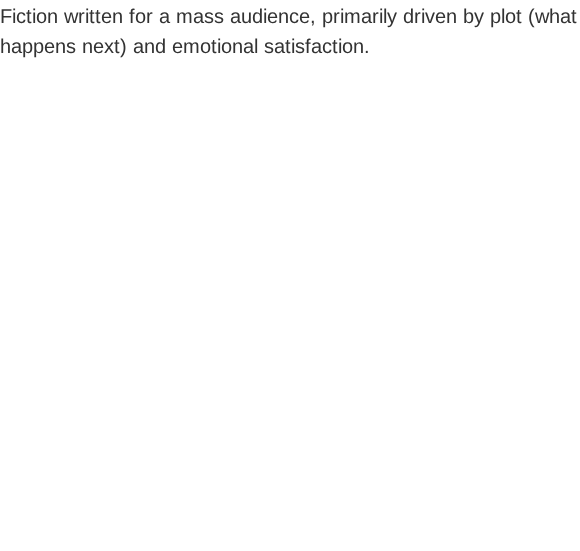 Fiction written for a mass audience, primarily driven by plot (what
happens next) and emotional satisfaction.